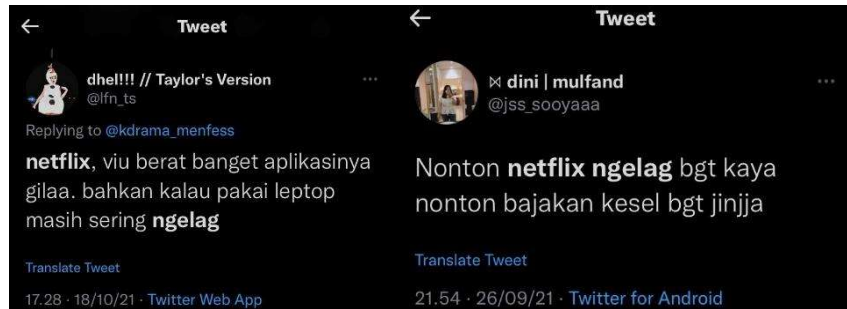 Tweet
dhel!!! // Taylor's Version
@lfn_ts
Replying to @kdrama_menfess
netflix, viu berat banget aplikasinya
gilaa. bahkan kalau pakai leptop
masih sering ngelag
Translate Tweet
17.28 · 18/10/21 · Twitter Web App
Tweet
⋈ dini | mulfand
@jss_sooyaaa
Nonton netflix ngelag bgt kaya
nonton bajakan kesel bgt jinjja
Translate Tweet
21.54 · 26/09/21 · Twitter for Android